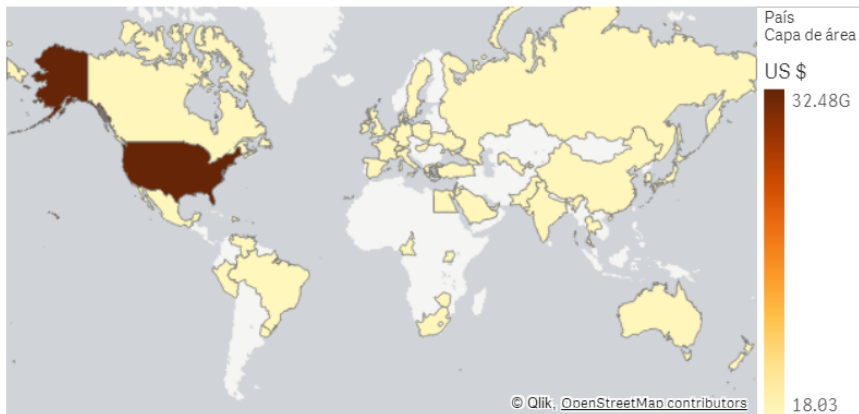 País
Capa de área
US $
32.48G
18.03
© Qlik, OpenStreetMap contributors